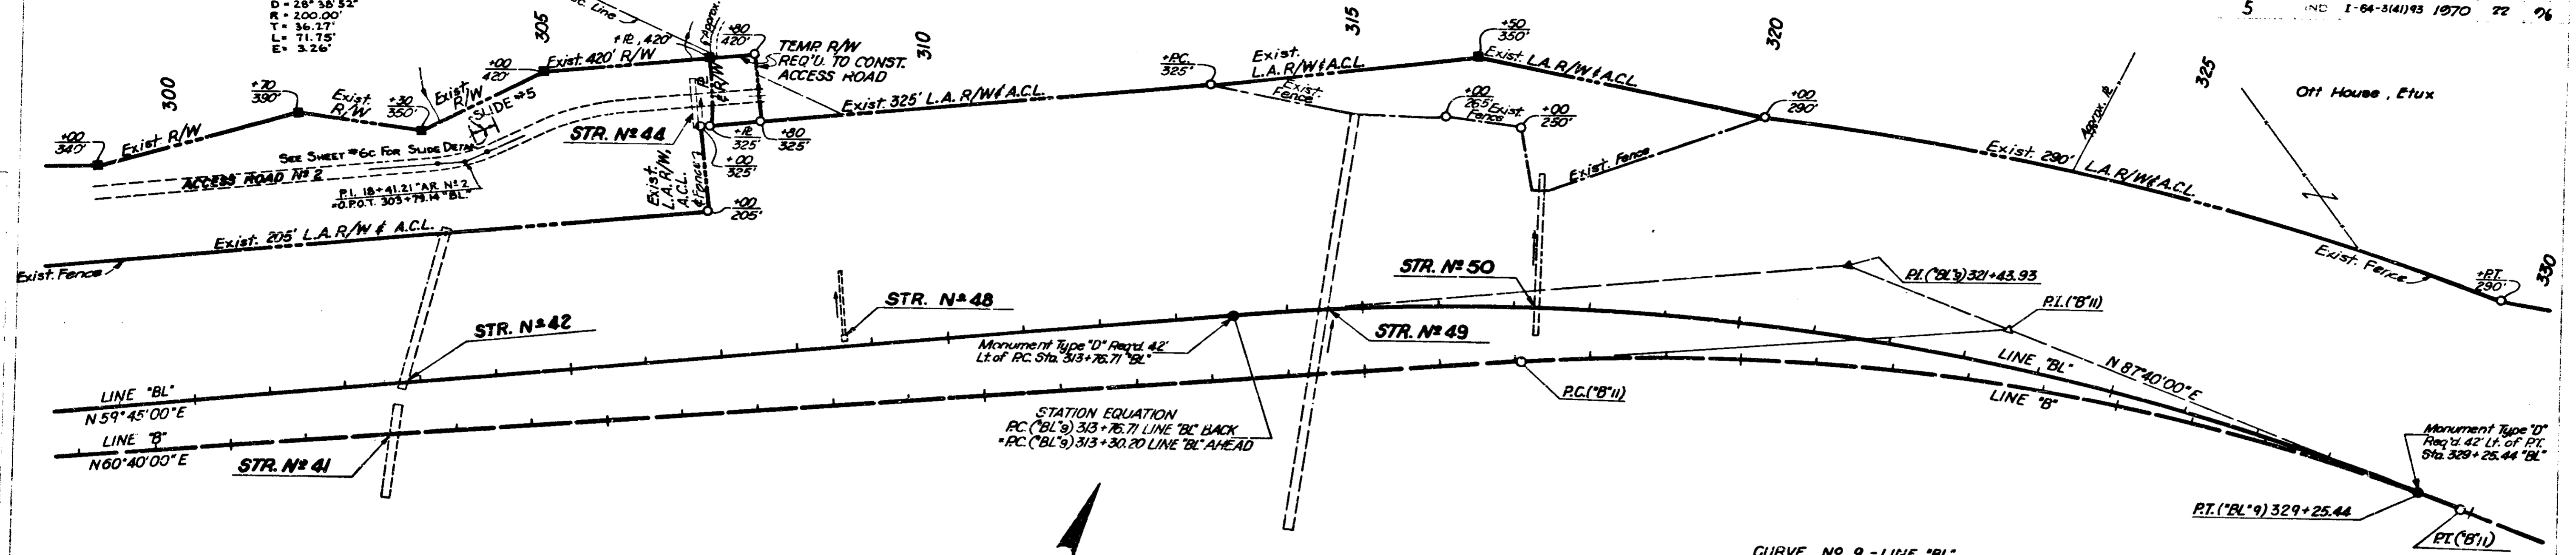 D = 28° 38' 52"
R = 200.00'
T = 36.27'
L = 71.75'
E = 3.26'
5 IND I-64-3(41)93 1970 22 96
300
305
310
315
320
325
330
+00
340'
Exist R/W
+70
390'
Exist.
R/W
+30
350'
Exist.
R/W
SLIDE #5
+00
420'
Exist. 420' R/W
+℄, 420'
+80
420'
TEMP. R/W
REQ'D. TO CONST.
ACCESS ROAD
Exist. 325' L.A. R/W & A.C.L.
+P.C.
325'
Exist.
L.A. R/W & A.C.L.
+50
350'
Exist. L.A. R/W & A.C.L.
+00
290'
Exist. 290' L.A. R/W & A.C.L.
Approx. ℄
Ott House, Etux
Exist.
Fence
+00
265'
Exist
Fence
+00
250'
Exist. Fence
Exist. Fence
+P.T.
290'
STR. Nº 44
+℄
325'
+80
325'
+00
325'
Exist.
L.A. R/W,
A.C.L.
& Fence
+00
205'
SEE SHEET #6C FOR SLIDE DETAIL
ACCESS ROAD Nº 2
P.I. 18+41.21 "AR Nº 2
=O.P.O.T. 303+79.14 "BL"
Exist. 205' L.A. R/W & A.C.L.
Exist. Fence
STR. Nº 42
STR. Nº 48
STR. Nº 50
STR. Nº 49
P.I. ("BL"9) 321+43.93
P.I. ("B"11)
Monument Type "D" Req'd. 42'
Lt. of P.C. Sta. 313+76.71 "BL"
LINE "BL"
N 59° 45' 00" E
LINE "B"
N 60° 40' 00" E
STR. Nº 41
STATION EQUATION
P.C. ("BL"9) 313+76.71 LINE "BL" BACK
=P.C. ("BL"9) 313+30.20 LINE "BL" AHEAD
P.C. ("B"11)
LINE "BL"
N 87° 40' 00" E
LINE "B"
Monument Type "D"
Req'd. 42' Lt. of P.T.
Sta. 329+25.44 "BL"
P.T. ("BL"9) 329+25.44
P.T. ("B"11)
CURVE Nº 9 - LINE "BL"